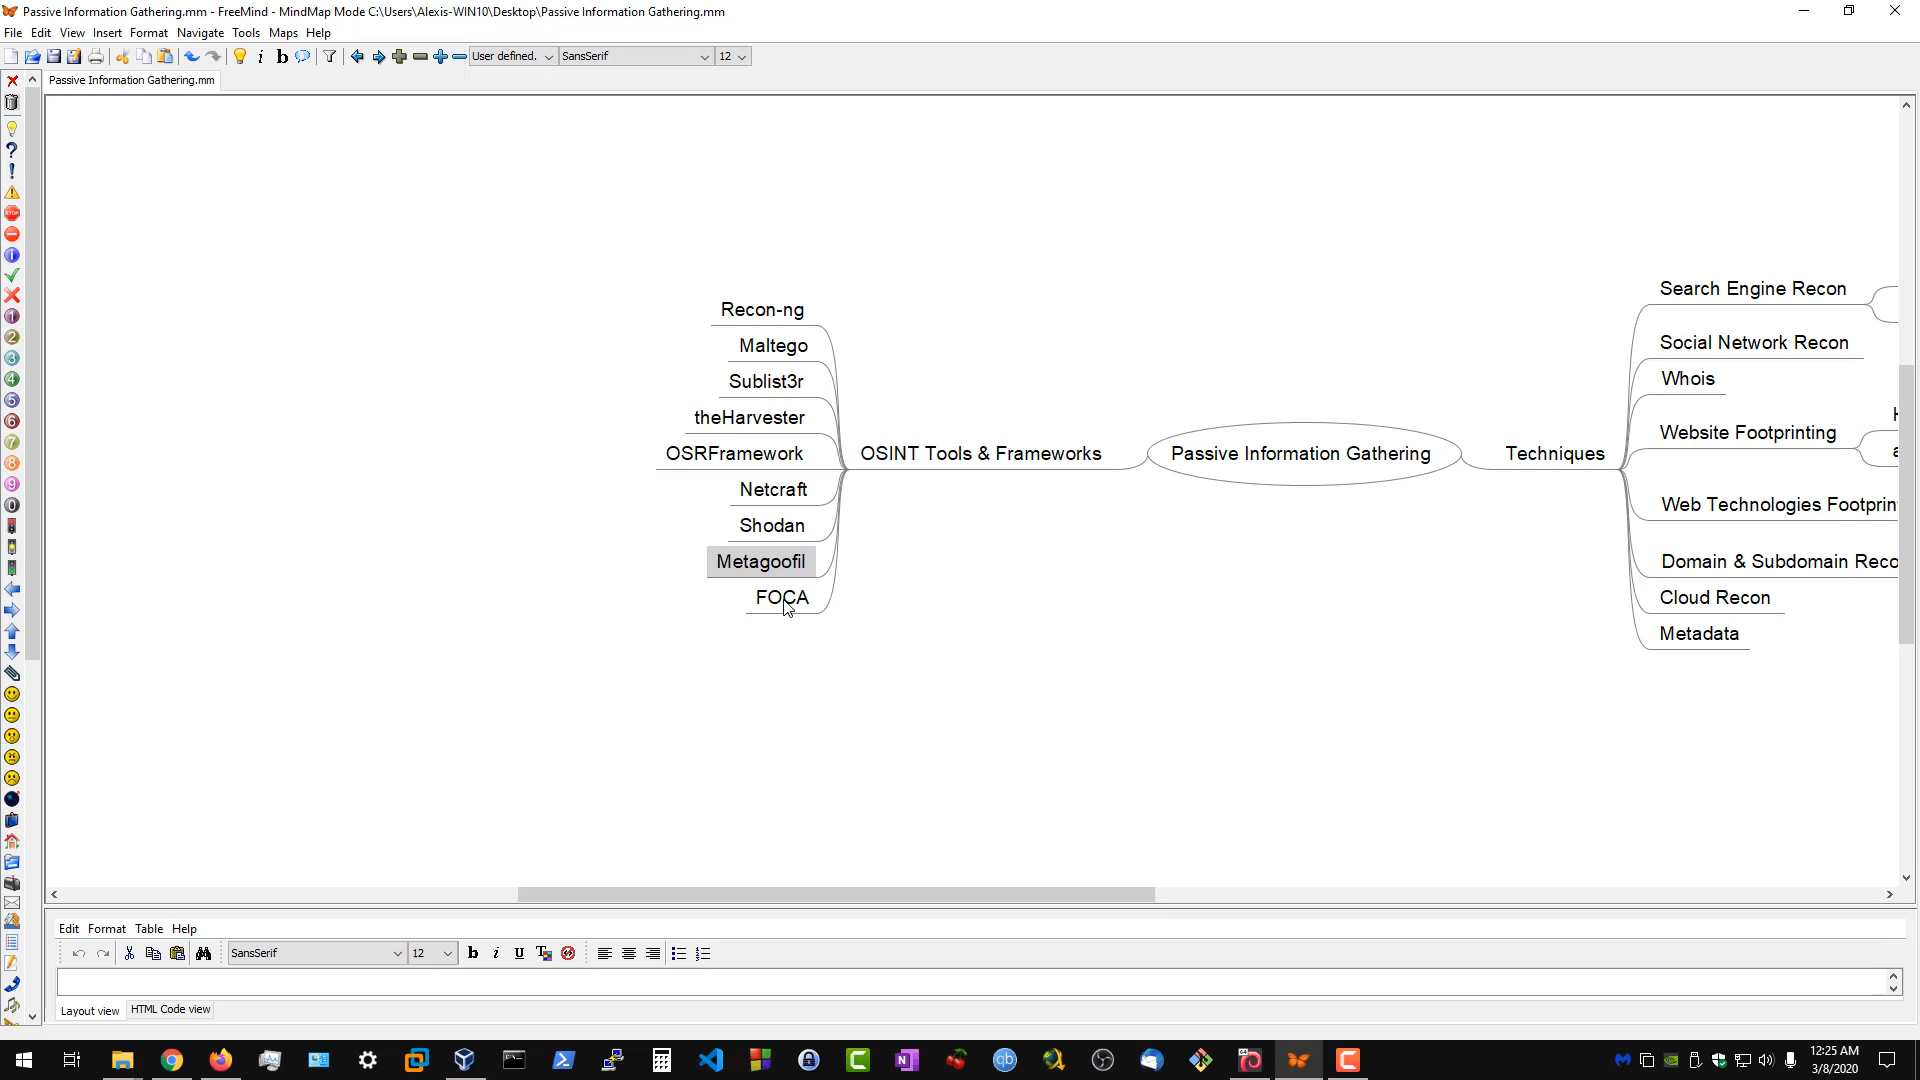 Passive Information Gathering.mm - FreeMind - MindMap Mode C:\Users\Alexis-WIN10\Desktop\Passive Information Gathering.mm
File Edit View Insert Format Navigate Tools Maps Help
User defined. SansSerif 12
Passive Information Gathering.mm
Recon-ng
Maltego
Sublist3r
theHarvester
OSRFramework
Netcraft
Shodan
Metagoofil
FOCA
OSINT Tools & Frameworks
Passive Information Gathering
Techniques
Search Engine Recon
Social Network Recon
Whois
Website Footprinting
Web Technologies Footprin
Domain & Subdomain Reco
Cloud Recon
Metadata
Edit Format Table Help
SansSerif 12
Layout view HTML Code view
12:25 AM
3/8/2020